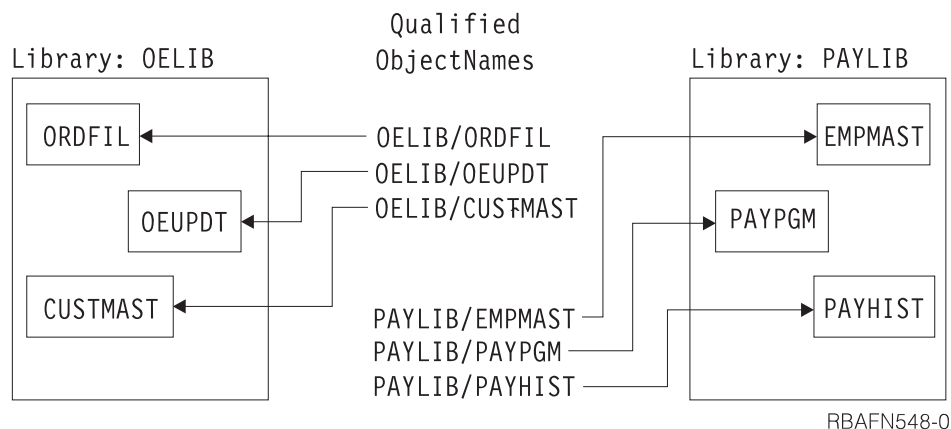 Qualified
ObjectNames
Library: OELIB
Library: PAYLIB
ORDFIL
OEUPDT
CUSTMAST
OELIB/ORDFIL
OELIB/OEUPDT
OELIB/CUSTMAST
PAYLIB/EMPMAST
PAYLIB/PAYPGM
PAYLIB/PAYHIST
EMPMAST
PAYPGM
PAYHIST
RBAFN548-0